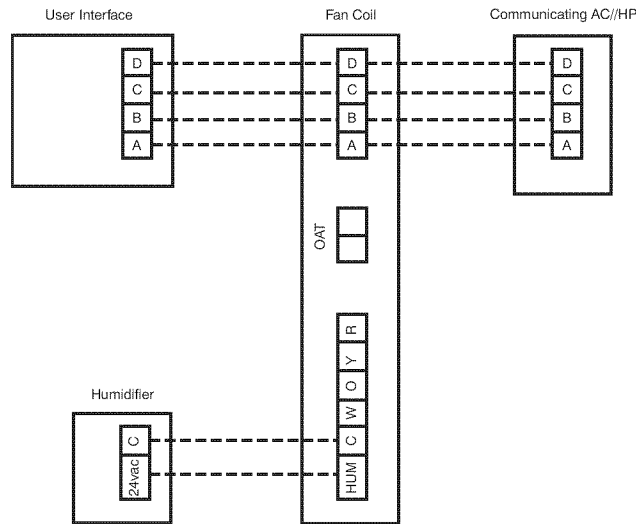 User Interface
Fan Coil
Communicating AC//HP
D
C
B
A
D
C
B
A
D
C
B
A
OAT
R
Y
O
W
C
HUM
Humidifier
C
24vac